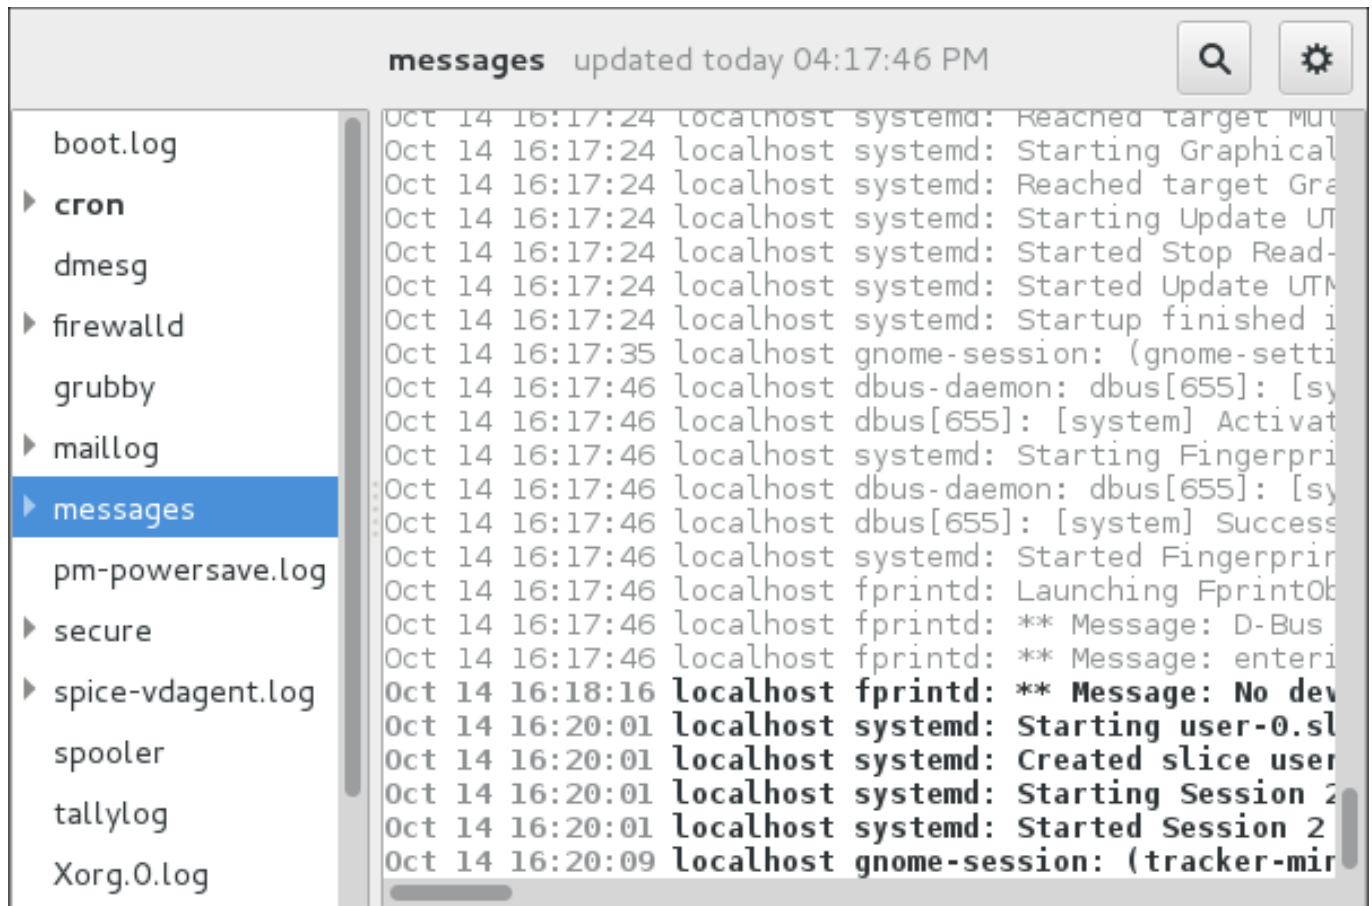 messages updated today 04:17:46 PM
boot.log
cron
dmesg
firewalld
grubby
maillog
messages
pm-powersave.log
secure
spice-vdagent.log
spooler
tallylog
Xorg.0.log
Oct 14 16:17:24 localhost systemd: Reached target Mul
Oct 14 16:17:24 localhost systemd: Starting Graphical
Oct 14 16:17:24 localhost systemd: Reached target Gra
Oct 14 16:17:24 localhost systemd: Starting Update UT
Oct 14 16:17:24 localhost systemd: Started Stop Read-
Oct 14 16:17:24 localhost systemd: Started Update UTM
Oct 14 16:17:24 localhost systemd: Startup finished i
Oct 14 16:17:35 localhost gnome-session: (gnome-setti
Oct 14 16:17:46 localhost dbus-daemon: dbus[655]: [sy
Oct 14 16:17:46 localhost dbus[655]: [system] Activat
Oct 14 16:17:46 localhost systemd: Starting Fingerpri
Oct 14 16:17:46 localhost dbus-daemon: dbus[655]: [sy
Oct 14 16:17:46 localhost dbus[655]: [system] Success
Oct 14 16:17:46 localhost systemd: Started Fingerprin
Oct 14 16:17:46 localhost fprintd: Launching FprintOb
Oct 14 16:17:46 localhost fprintd: ** Message: D-Bus
Oct 14 16:17:46 localhost fprintd: ** Message: enteri
Oct 14 16:18:16 localhost fprintd: ** Message: No dev
Oct 14 16:20:01 localhost systemd: Starting user-0.sl
Oct 14 16:20:01 localhost systemd: Created slice user
Oct 14 16:20:01 localhost systemd: Starting Session 2
Oct 14 16:20:01 localhost systemd: Started Session 2
Oct 14 16:20:09 localhost gnome-session: (tracker-min